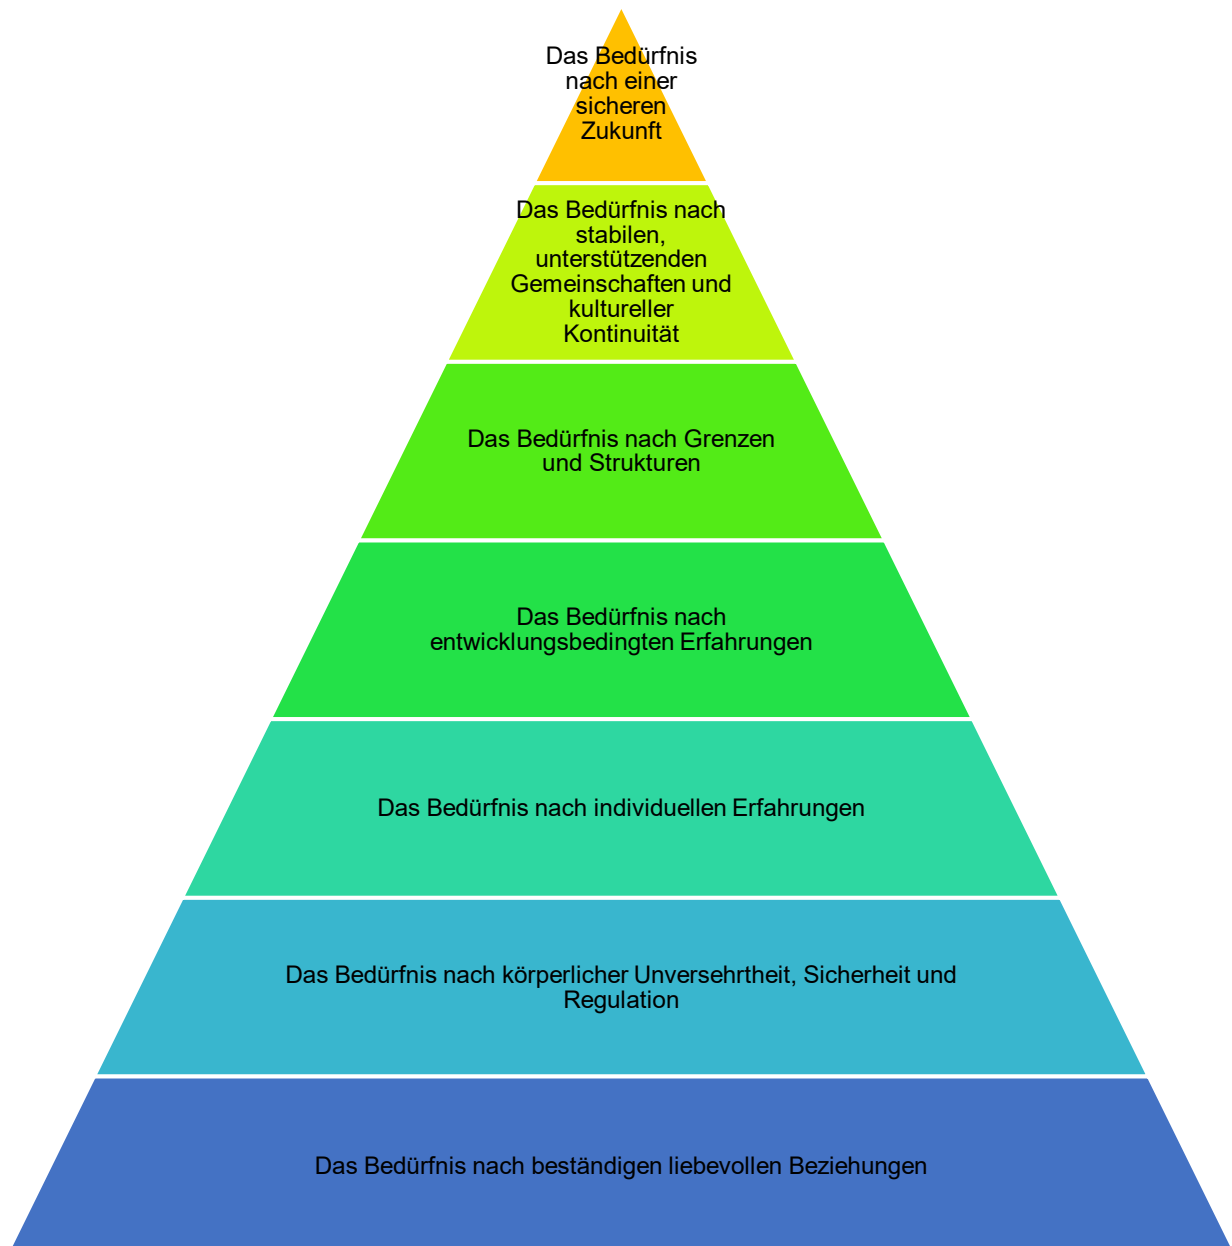 Das Bedürfnis
nach einer
sicheren
Zukunft
Das Bedürfnis nach
stabilen,
unterstützenden
Gemeinschaften und
kultureller
Kontinuität
Das Bedürfnis nach Grenzen
und Strukturen
Das Bedürfnis nach
entwicklungsbedingten Erfahrungen
Das Bedürfnis nach individuellen Erfahrungen
Das Bedürfnis nach körperlicher Unversehrtheit, Sicherheit und
Regulation
Das Bedürfnis nach beständigen liebevollen Beziehungen